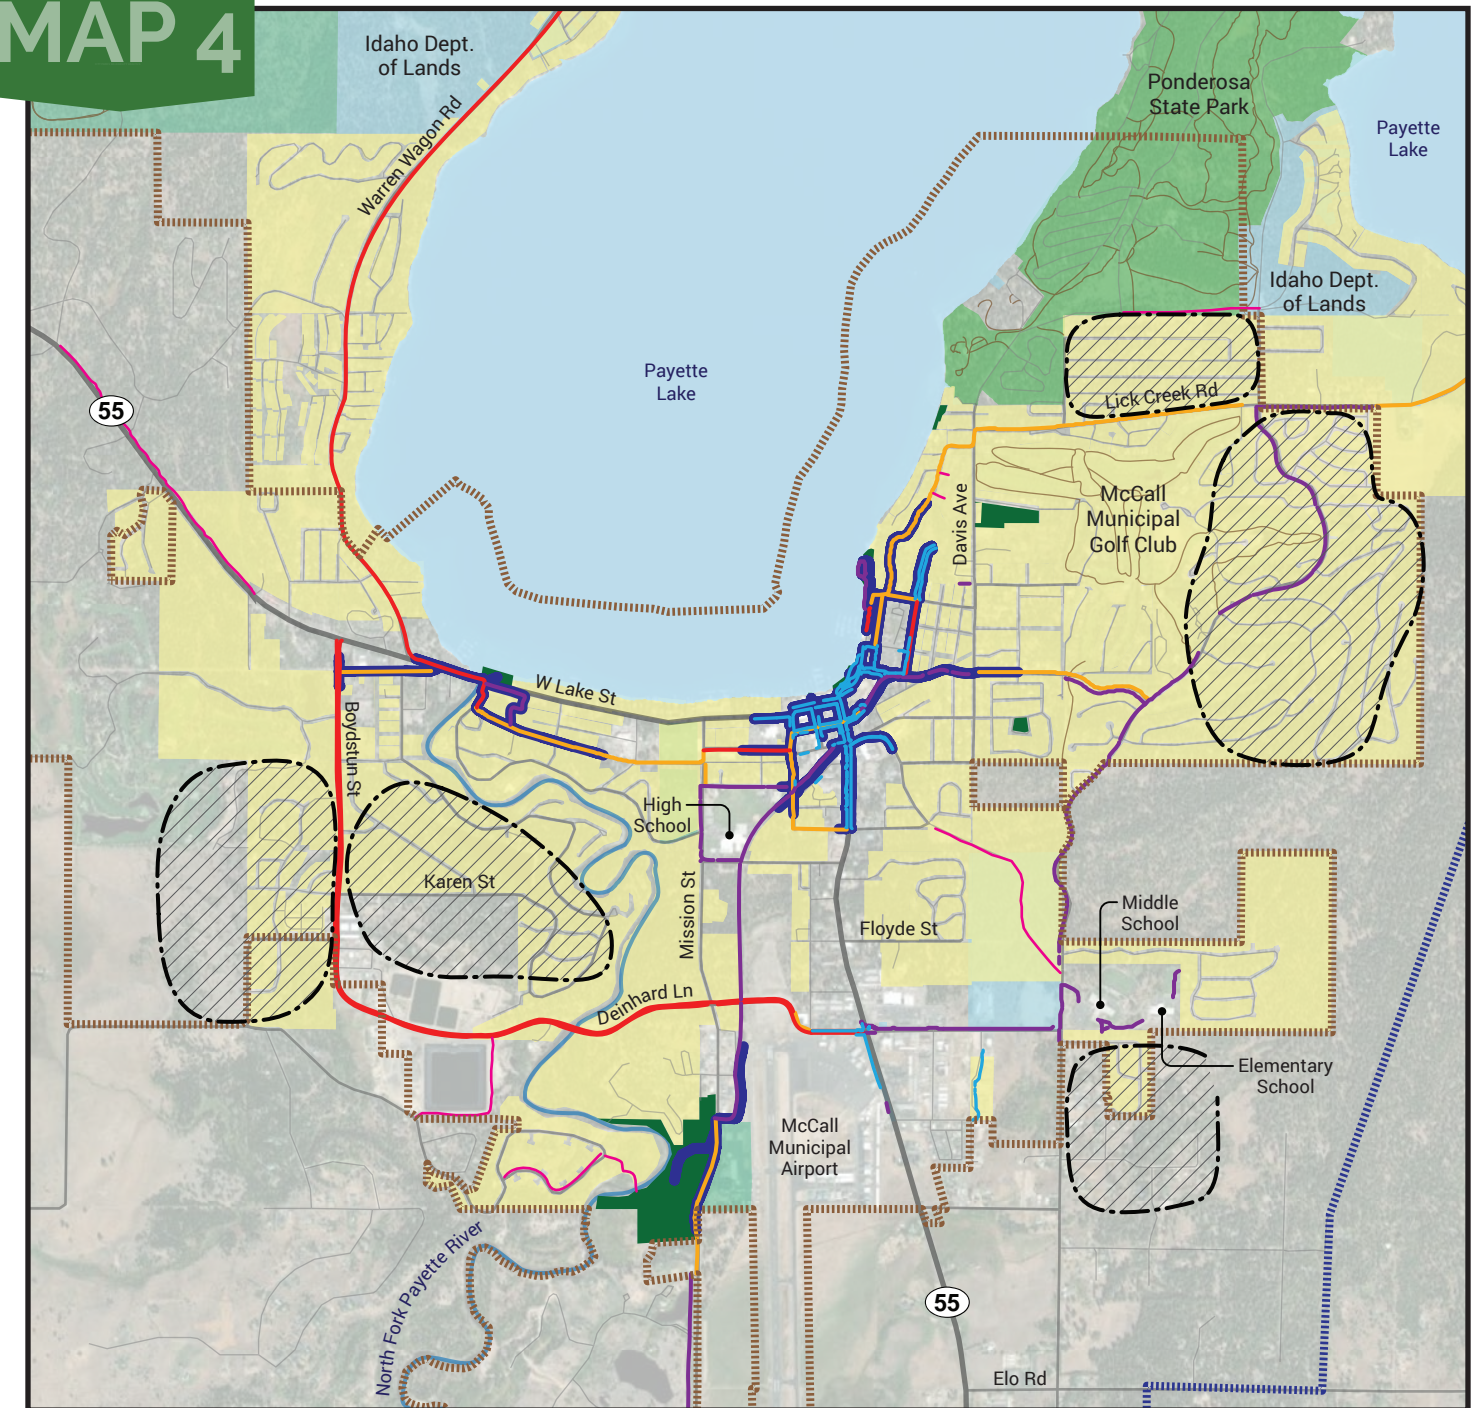 MAP 4
Idaho Dept.
of Lands
Warren Wagon Rd
Ponderosa
State Park
Payette
Lake
Idaho Dept.
of Lands
Payette
Lake
55
Lick Creek Rd
McCall
Municipal
Golf Club
Davis Ave
W Lake St
Boydstun St
High
School
Karen St
Mission St
Floyde St
Middle
School
Deinhard Ln
Elementary
School
McCall
Municipal
Airport
North Fork Payette River
55
Elo Rd